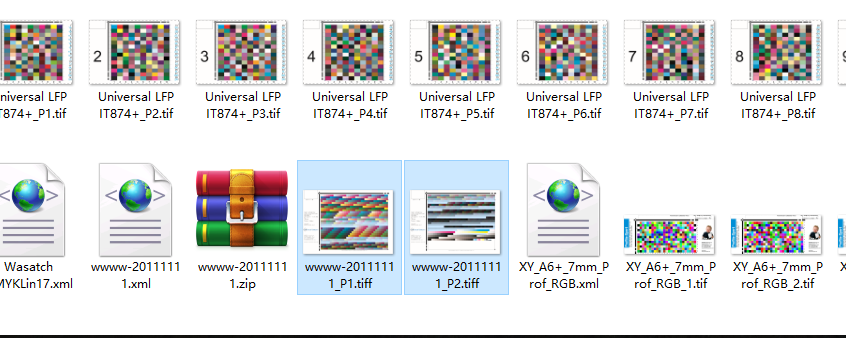 2
3
4
5
6
7
8
niversal LFP
T874+_P1.tif
Universal LFP
IT874+_P2.tif
Universal LFP
IT874+_P3.tif
Universal LFP
IT874+_P4.tif
Universal LFP
IT874+_P5.tif
Universal LFP
IT874+_P6.tif
Universal LFP
IT874+_P7.tif
Universal LFP
IT874+_P8.tif
Wasatch
MYKLin17.xml
wwww-2011111
1.xml
wwww-2011111
1.zip
wwww-2011111
1_P1.tiff
wwww-2011111
1_P2.tiff
XY_A6+_7mm_P
rof_RGB.xml
XY_A6+_7mm_P
rof_RGB_1.tif
XY_A6+_7mm_P
rof_RGB_2.tif